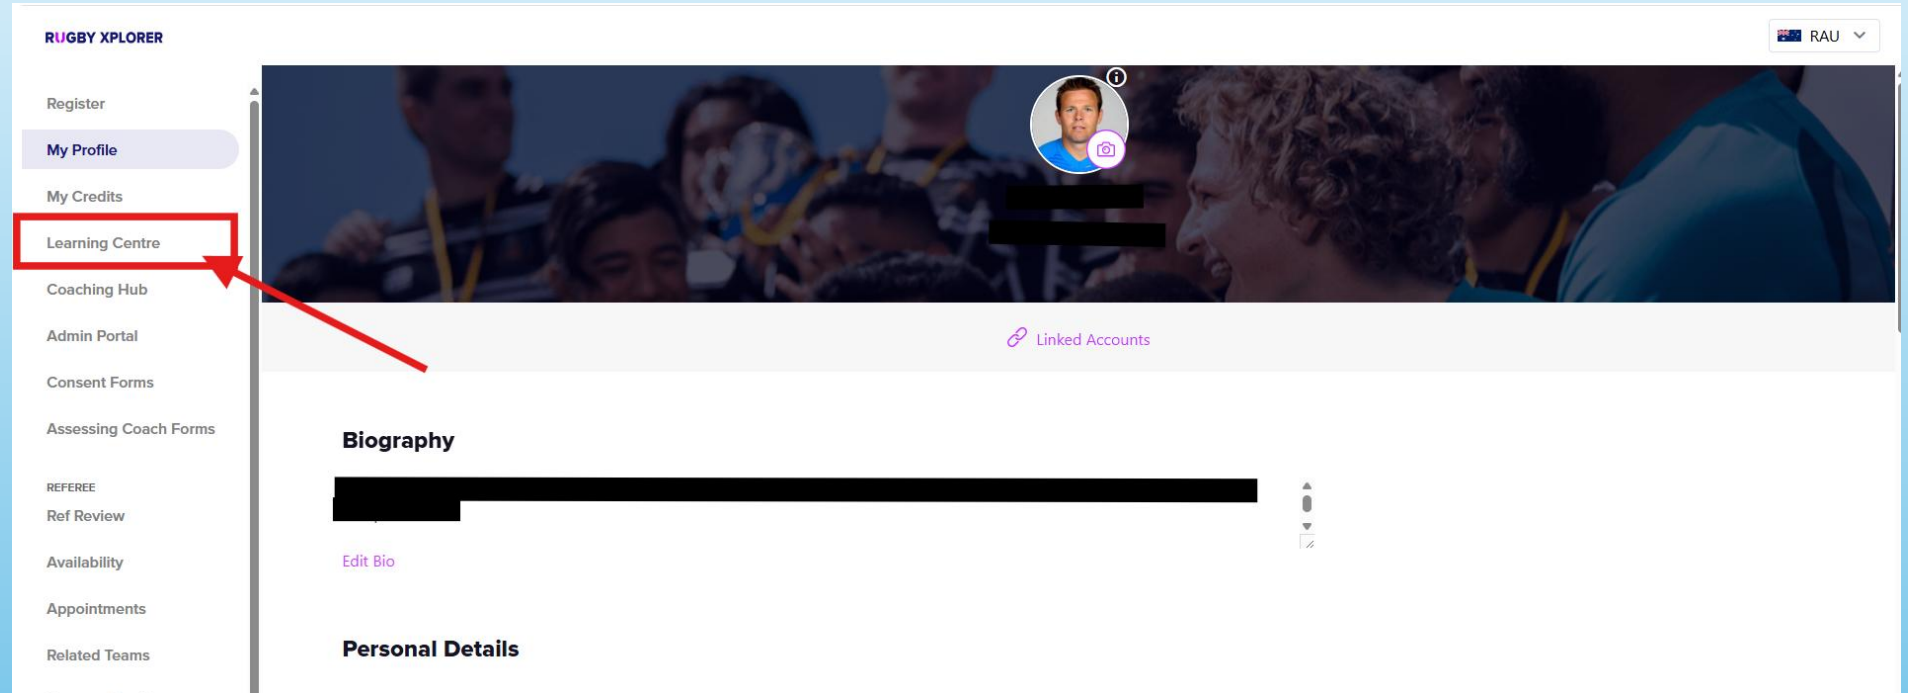 RUGBY XPLORER
RAU
Register
My Profile
My Credits
Learning Centre
Coaching Hub
Admin Portal
Consent Forms
Assessing Coach Forms
REFEREE
Ref Review
Availability
Appointments
Related Teams
Linked Accounts
Biography
Edit Bio
Personal Details